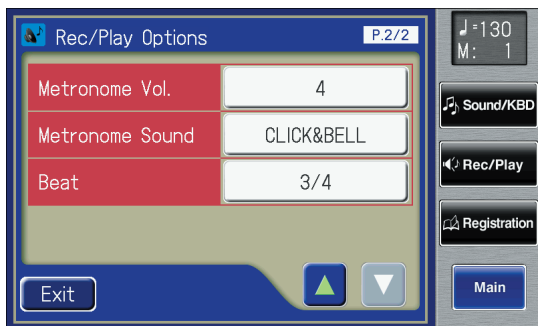 Rec/Play Options P.2/2
Metronome Vol. 4
Metronome Sound CLICK&BELL
Beat 3/4
Exit
♩=130
M: 1
Sound/KBD
Rec/Play
Registration
Main